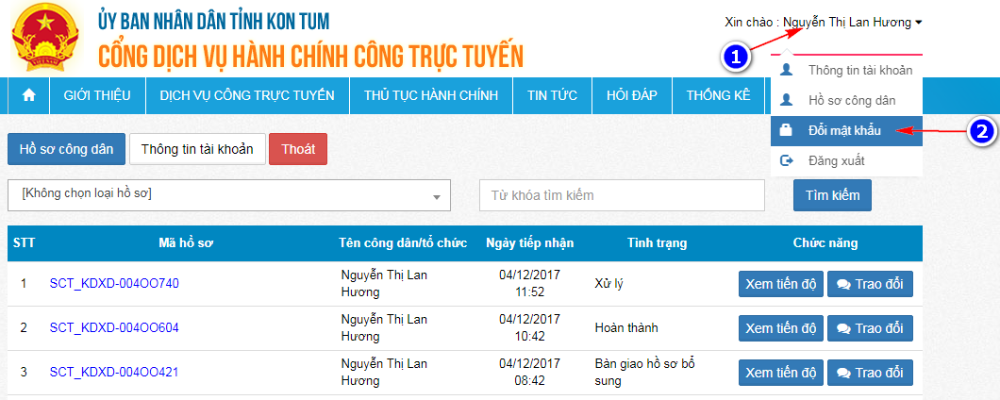 ỦY BAN NHÂN DÂN TỈNH KON TUM
CỔNG DỊCH VỤ HÀNH CHÍNH CÔNG TRỰC TUYẾN
Xin chào : Nguyễn Thị Lan Hương
1
Thông tin tài khoản
Hồ sơ công dân
Đổi mật khẩu
2
Đăng xuất
GIỚI THIỆU DỊCH VỤ CÔNG TRỰC TUYẾN THỦ TỤC HÀNH CHÍNH TIN TỨC HỎI ĐÁP THỐNG KÊ
Hồ sơ công dân Thông tin tài khoản Thoát
[Không chọn loại hồ sơ] Từ khóa tìm kiếm Tìm kiếm
STT Mã hồ sơ Tên công dân/tổ chức Ngày tiếp nhận Tình trạng Chức năng
1 SCT_KDXD-004OO740 Nguyễn Thị Lan 04/12/2017 Xử lý Xem tiến độ Trao đổi
Hương 11:52
2 SCT_KDXD-004OO604 Nguyễn Thị Lan 04/12/2017 Hoàn thành Xem tiến độ Trao đổi
Hương 10:42
3 SCT_KDXD-004OO421 Nguyễn Thị Lan 04/12/2017 Bàn giao hồ sơ bổ Xem tiến độ Trao đổi
Hương 08:42 sung